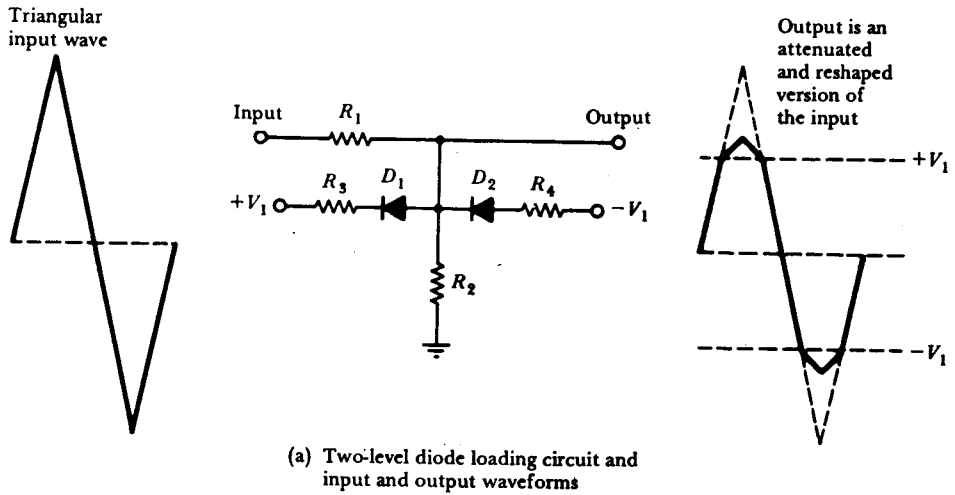 Triangular
input wave
Input
R₁
Output
+V₁
R₃
D₁
D₂
R₄
−V₁
R₂
Output is an
attenuated
and reshaped
version of
the input
+V₁
−V₁
(a) Two-level diode loading circuit and
input and output waveforms